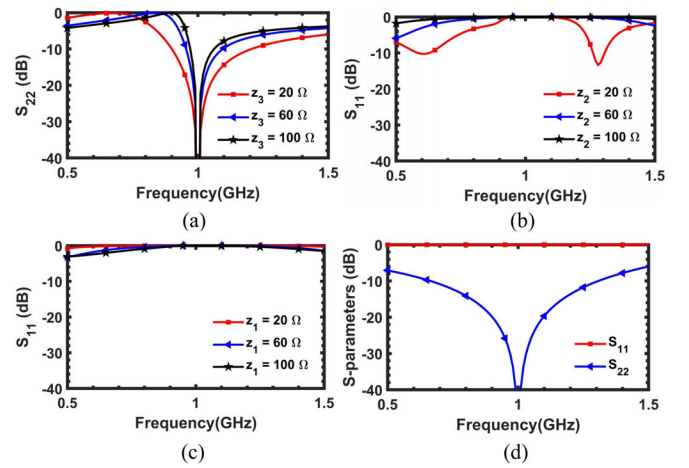 0
-10
-20
-30
-40
S22 (dB)
z3 = 20 Ω
z3 = 60 Ω
z3 = 100 Ω
0.5
1
1.5
Frequency(GHz)
(a)
0
-10
-20
-30
-40
S11 (dB)
z2 = 20 Ω
z2 = 60 Ω
z2 = 100 Ω
0.5
1
1.5
Frequency(GHz)
(b)
0
-10
-20
-30
-40
S11 (dB)
z1 = 20 Ω
z1 = 60 Ω
z1 = 100 Ω
0.5
1
1.5
Frequency(GHz)
(c)
0
-10
-20
-30
-40
S-parameters (dB)
S11
S22
0.5
1
1.5
Frequency(GHz)
(d)